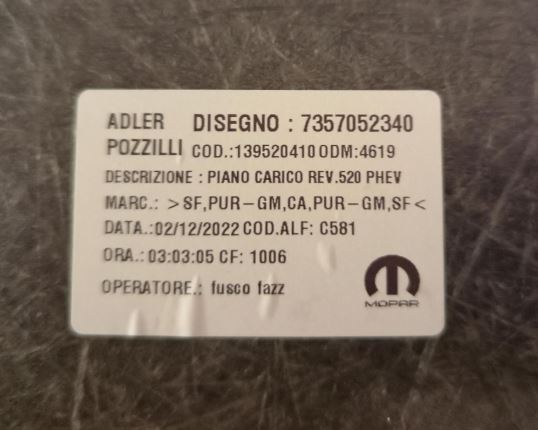 ADLER DISEGNO : 7357052340
POZZILLI COD.:139520410 ODM:4619
DESCRIZIONE : PIANO CARICO REV.520 PHEV
MARC.: >SF,PUR-GM,CA,PUR-GM,SF<
DATA.:02/12/2022 COD.ALF: C581
ORA.: 03:03:05 CF: 1006
OPERATORE.: fusco fazz
MOPAR